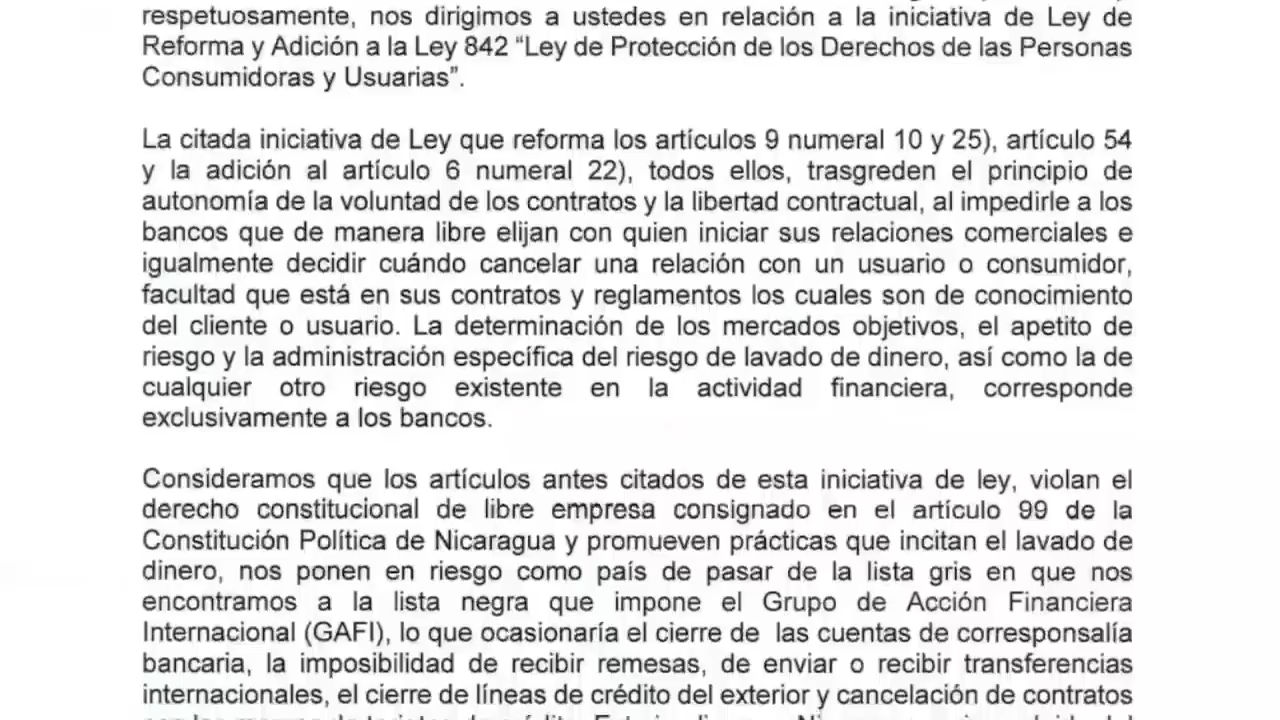 respetuosamente, nos dirigimos a ustedes en relación a la iniciativa de Ley de
Reforma y Adición a la Ley 842 “Ley de Protección de los Derechos de las Personas
Consumidoras y Usuarias”.
La citada iniciativa de Ley que reforma los artículos 9 numeral 10 y 25), artículo 54
y la adición al artículo 6 numeral 22), todos ellos, trasgreden el principio de
autonomía de la voluntad de los contratos y la libertad contractual, al impedirle a los
bancos que de manera libre elijan con quien iniciar sus relaciones comerciales e
igualmente decidir cuándo cancelar una relación con un usuario o consumidor,
facultad que está en sus contratos y reglamentos los cuales son de conocimiento
del cliente o usuario. La determinación de los mercados objetivos, el apetito de
riesgo y la administración específica del riesgo de lavado de dinero, así como la de
cualquier otro riesgo existente en la actividad financiera, corresponde
exclusivamente a los bancos.
Consideramos que los artículos antes citados de esta iniciativa de ley, violan el
derecho constitucional de libre empresa consignado en el artículo 99 de la
Constitución Política de Nicaragua y promueven prácticas que incitan el lavado de
dinero, nos ponen en riesgo como país de pasar de la lista gris en que nos
encontramos a la lista negra que impone el Grupo de Acción Financiera
Internacional (GAFI), lo que ocasionaría el cierre de las cuentas de corresponsalía
bancaria, la imposibilidad de recibir remesas, de enviar o recibir transferencias
internacionales, el cierre de líneas de crédito del exterior y cancelación de contratos